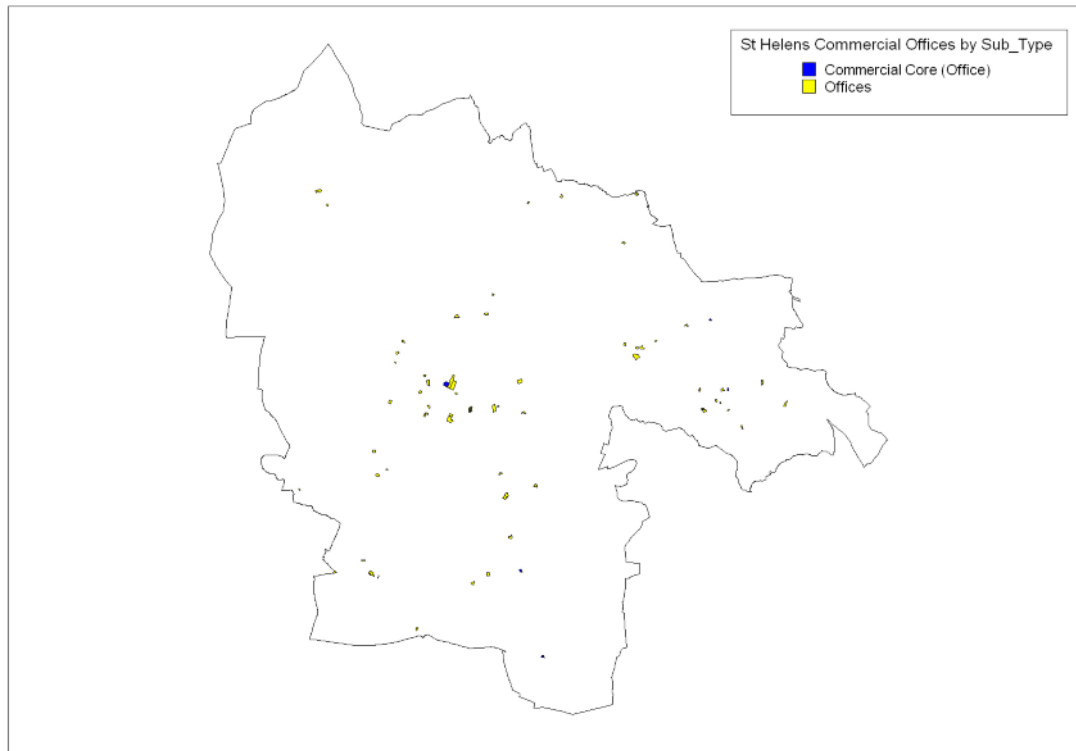 St Helens Commercial Offices by Sub_Type
Commercial Core (Office)
Offices